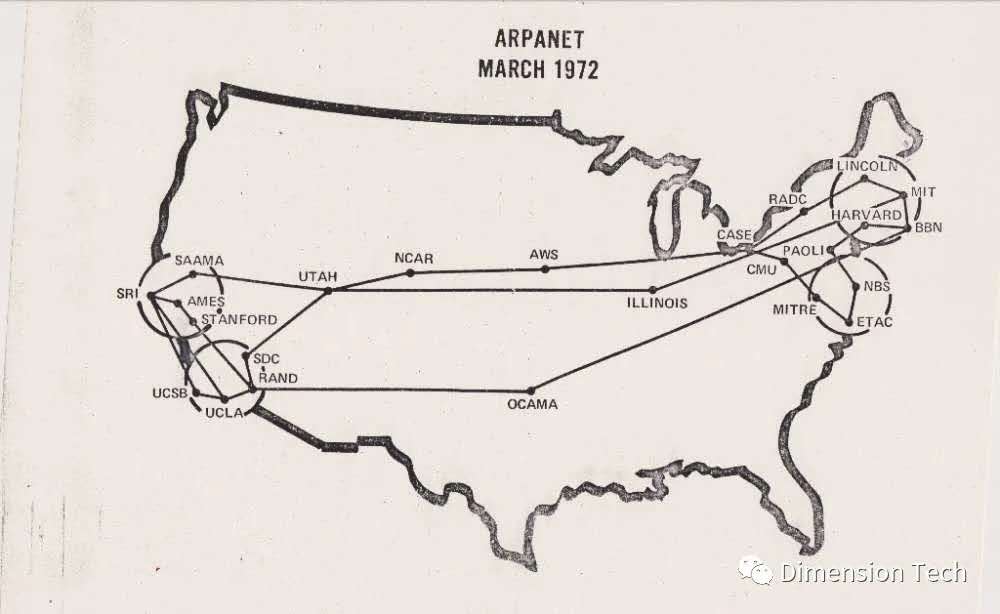 ARPANET
MARCH 1972
LINCOLN
MIT
RADC
HARVARD
BBN
CASE
PAOLI
SAAMA
NCAR
AWS
UTAH
CMU
SRI
AMES
NBS
ILLINOIS
MITRE
STANFORD
ETAC
SDC
RAND
UCSB
UCLA
OCAMA
Dimension Tech